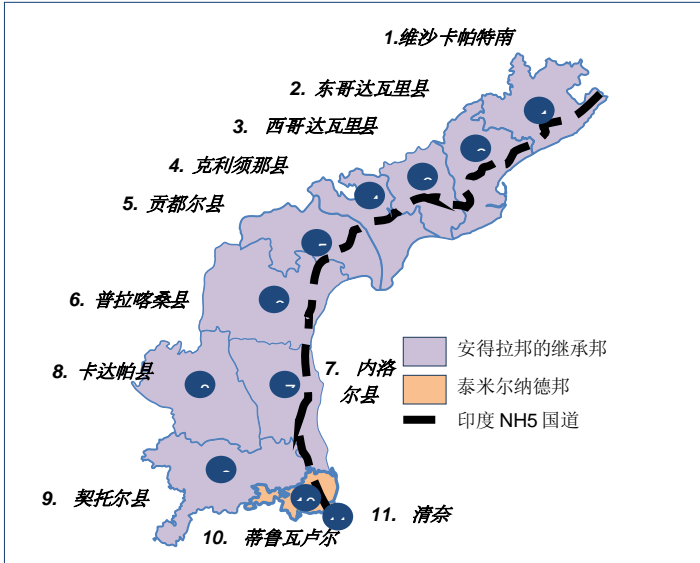 1.维沙卡帕特南
2. 东哥达瓦里县
3. 西哥达瓦里县
4. 克利须那县
5. 贡都尔县
6. 普拉喀桑县
7. 内洛
尔县
8. 卡达帕县
9. 契托尔县
10. 蒂鲁瓦卢尔
11. 清奈
安得拉邦的继承邦
泰米尔纳德邦
印度 NH5 国道